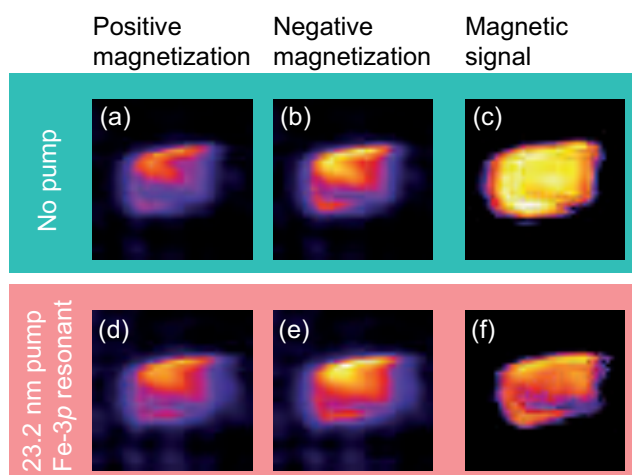 Positive
magnetization
Negative
magnetization
Magnetic
signal
No pump
(a)
(b)
(c)
23.2 nm pump
Fe-3p resonant
(d)
(e)
(f)